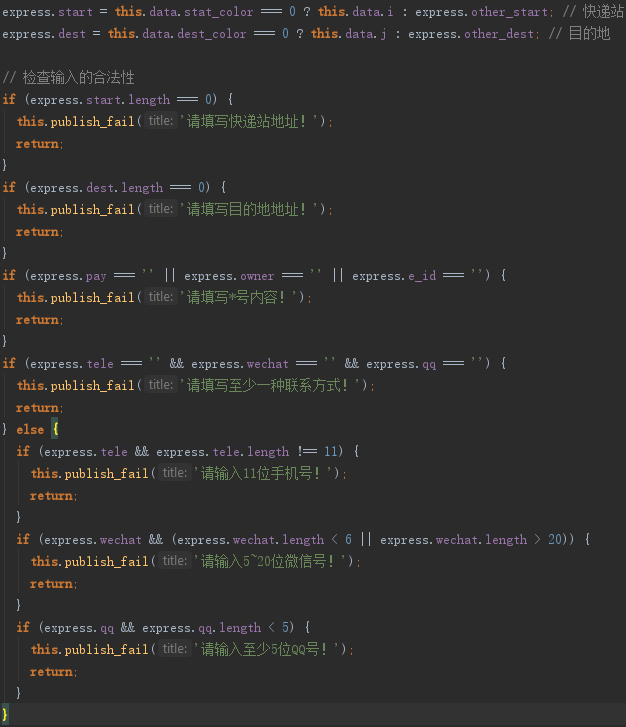 express.start = this.data.stat_color === 0 ? this.data.i : express.other_start; // 快递站
express.dest = this.data.dest_color === 0 ? this.data.j : express.other_dest; // 目的地
// 检查输入的合法性
if (express.start.length === 0) {
  this.publish_fail( title: '请填写快递站地址！');
  return;
}
if (express.dest.length === 0) {
  this.publish_fail( title: '请填写目的地地址！');
  return;
}
if (express.pay === '' || express.owner === '' || express.e_id === '') {
  this.publish_fail( title: '请填写*号内容！');
  return;
}
if (express.tele === '' && express.wechat === '' && express.qq === '') {
  this.publish_fail( title: '请填写至少一种联系方式！');
  return;
} else {
  if (express.tele && express.tele.length !== 11) {
    this.publish_fail( title: '请输入11位手机号！');
    return;
  }
  if (express.wechat && (express.wechat.length < 6 || express.wechat.length > 20)) {
    this.publish_fail( title: '请输入5~20位微信号！');
    return;
  }
  if (express.qq && express.qq.length < 5) {
    this.publish_fail( title: '请输入至少5位QQ号！');
    return;
  }
}